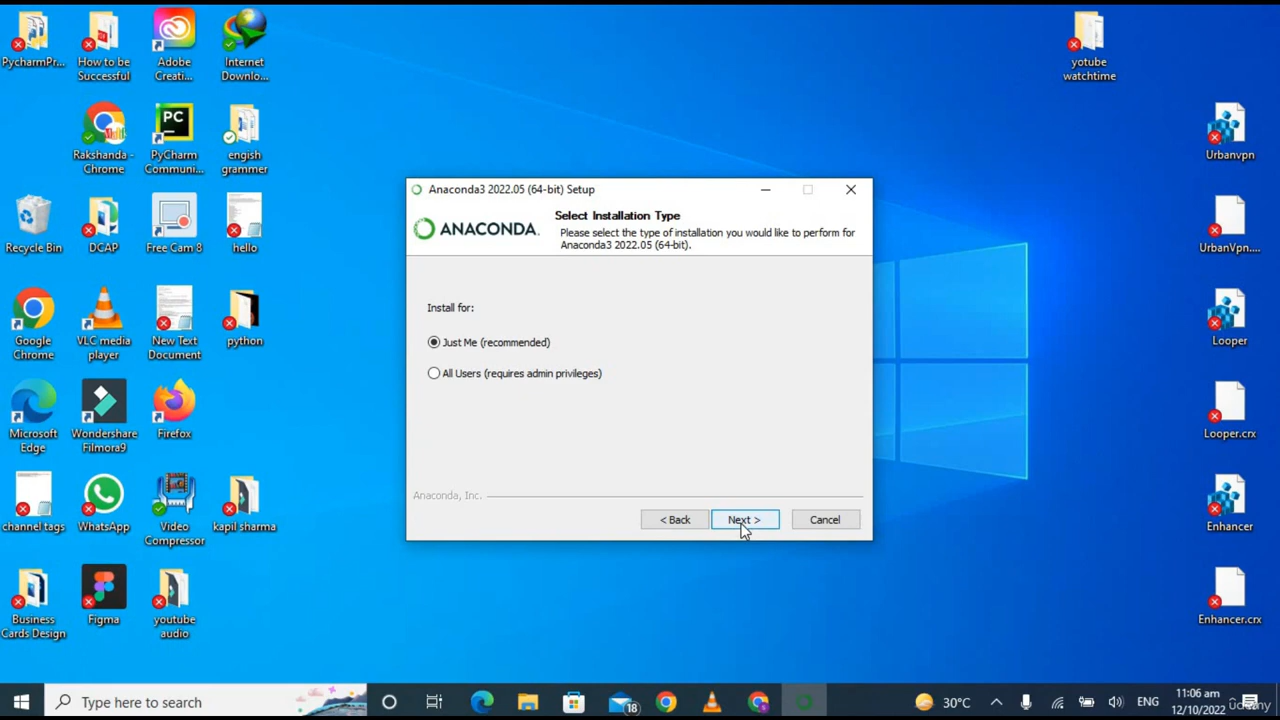 PycharmPr...
How to be
Successful
Adobe
Creati...
Internet
Downlo...
yotube
watchtime
Rakshanda -
Chrome
PC
PyCharm
Communi...
engish
grammer
Urbanvpn
Recycle Bin
DCAP
Free Cam 8
hello
UrbanVpn....
Google
Chrome
VLC media
player
New Text
Document
python
Looper
Microsoft
Edge
Wondershare
Filmora9
Firefox
Looper.crx
channel tags
WhatsApp
Video
Compressor
kapil sharma
Enhancer
Business
Cards Design
Figma
youtube
audio
Enhancer.crx
Anaconda3 2022.05 (64-bit) Setup
ANACONDA.
Select Installation Type
Please select the type of installation you would like to perform for
Anaconda3 2022.05 (64-bit).
Install for:
Just Me (recommended)
All Users (requires admin privileges)
Anaconda, Inc.
< Back
Next >
Cancel
Type here to search
18
30°C
ENG
11:06 am
12/10/2022
udemy